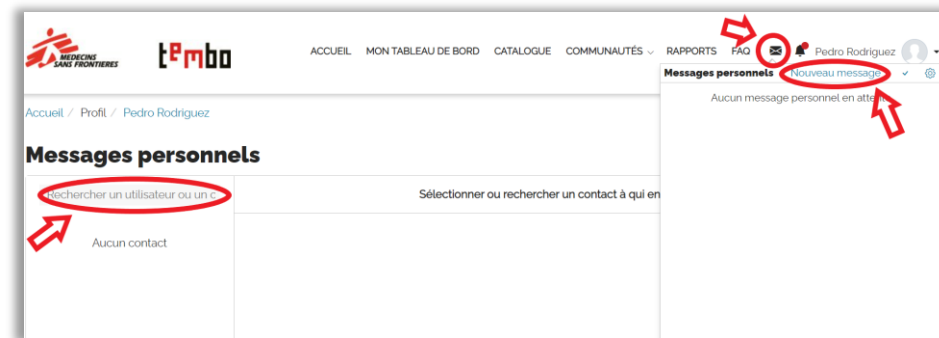 MEDECINS
SANS FRONTIERES
tembo
ACCUEIL MON TABLEAU DE BORD CATALOGUE COMMUNAUTÉS RAPPORTS FAQ Pedro Rodriguez
Messages personnels Nouveau message
Aucun message personnel en
Accueil / Profil / Pedro Rodriguez
Messages personnels
Rechercher un utilisateur ou un c
Sélectionner ou rechercher un contact à qui en
Aucun contact